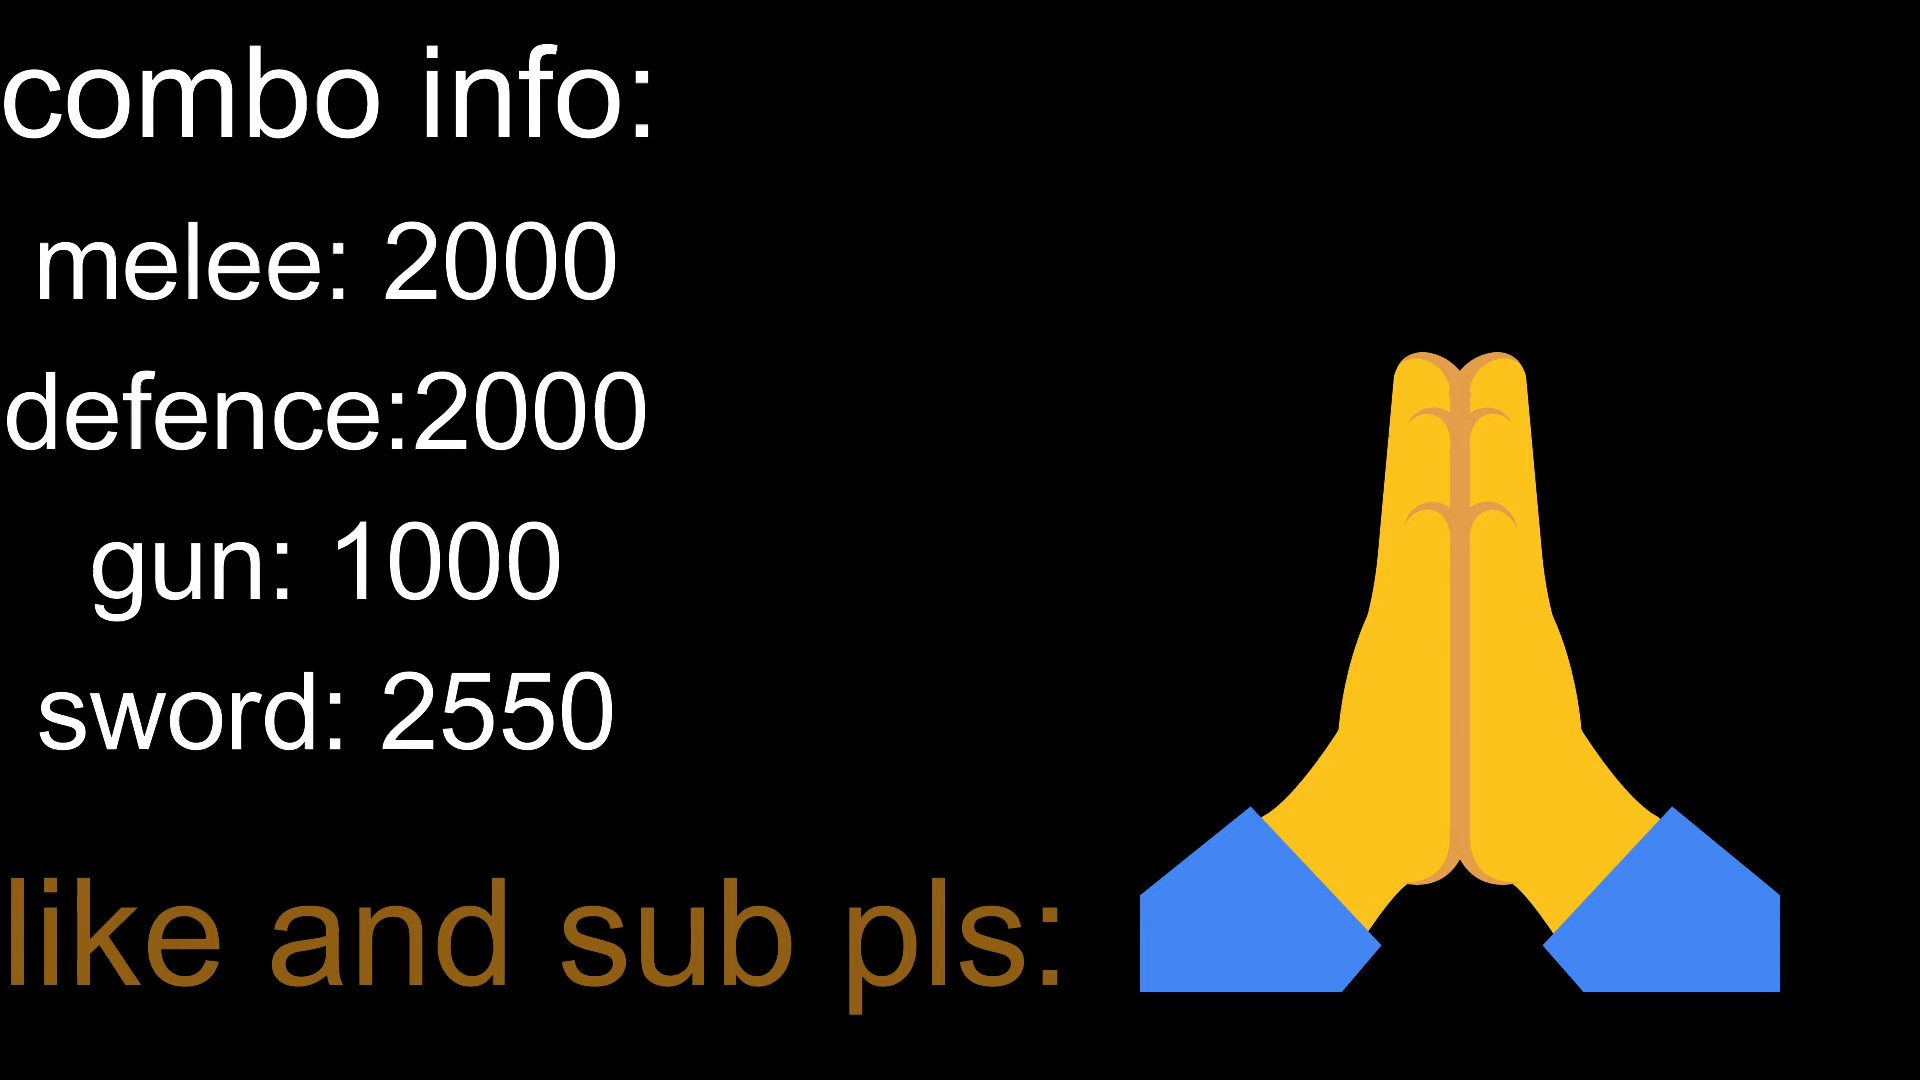 combo info:
melee: 2000
defence:2000
gun: 1000
sword: 2550
like and sub pls: